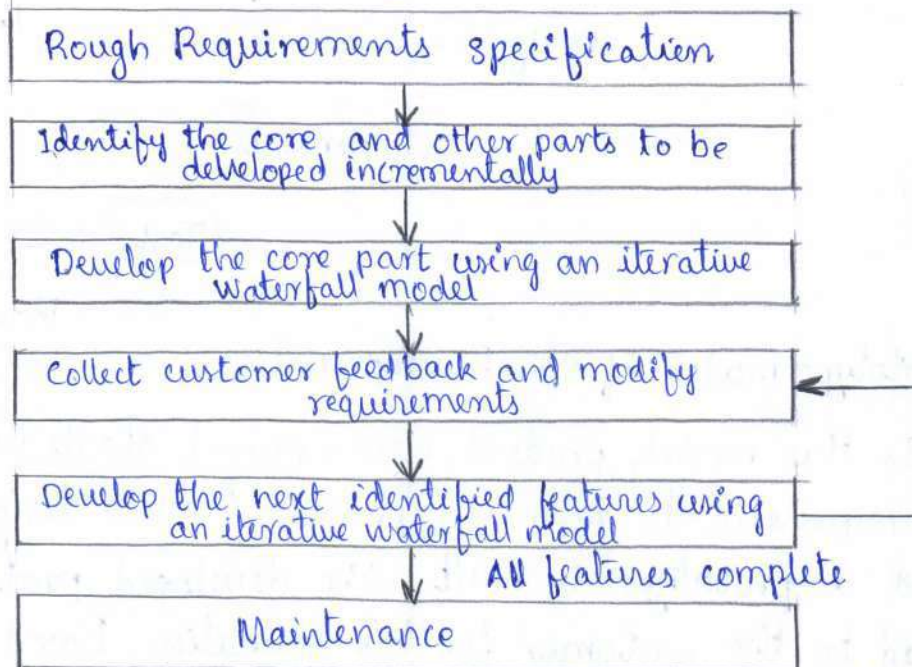 Rough Requirements specification
Identify the core and other parts to be
developed incrementally
Develop the core part using an iterative
waterfall model
Collect customer feedback and modify
requirements
Develop the next identified features using
an iterative waterfall model
All features complete
Maintenance